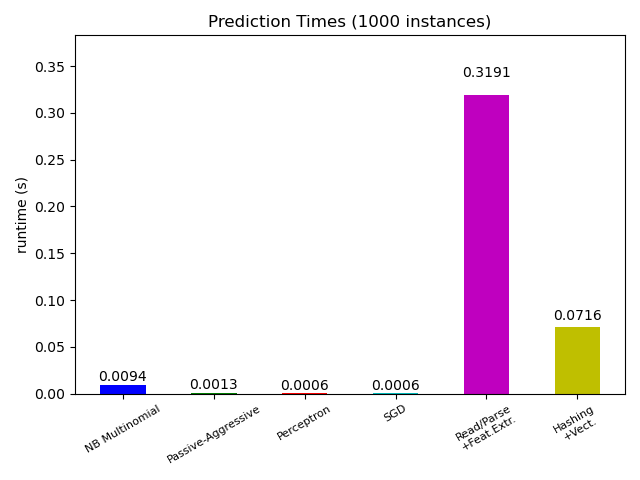 Prediction Times (1000 instances)
runtime (s)
0.35
0.30
0.25
0.20
0.15
0.10
0.05
0.00
0.0094
0.0013
0.0006
0.0006
0.3191
0.0716
NB Multinomial
Passive-Aggressive
Perceptron
SGD
Read/Parse
+Feat.Extr.
Hashing
+Vect.